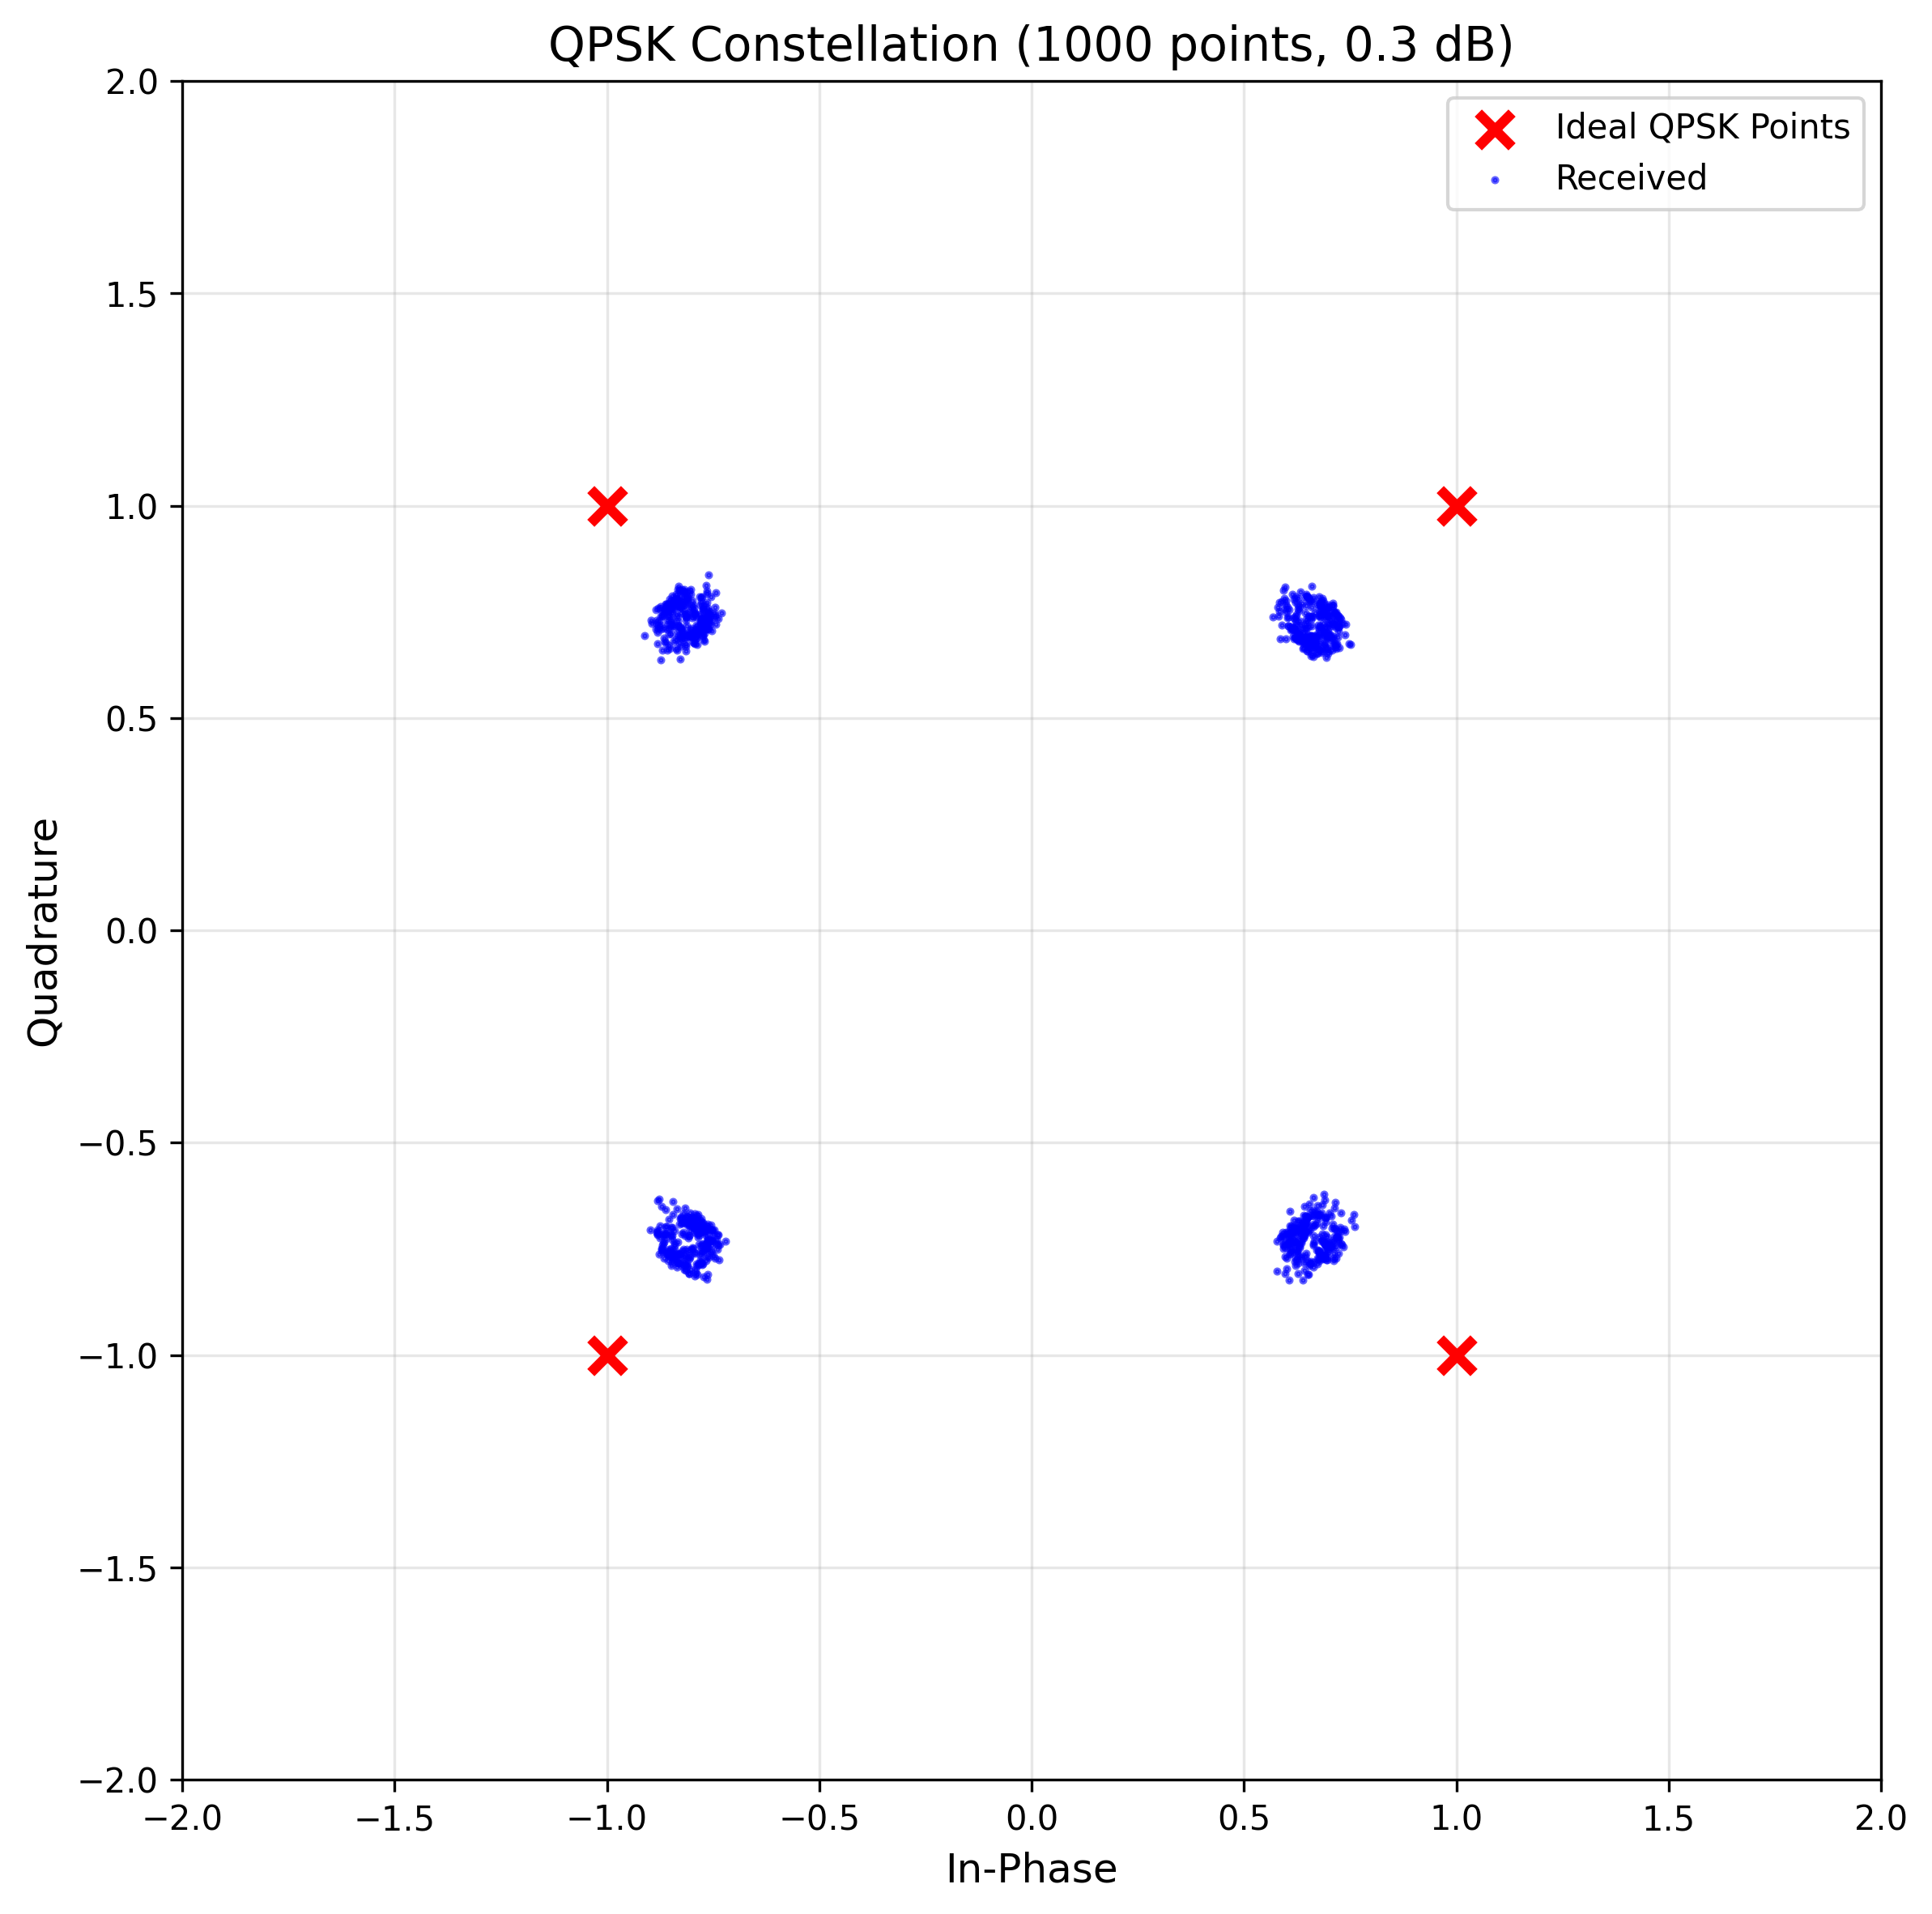 QPSK Constellation (1000 points, 0.3 dB)
Ideal QPSK Points
Received
2.0
1.5
1.0
0.5
0.0
−0.5
−1.0
−1.5
−2.0
Quadrature
−2.0 −1.5 −1.0 −0.5 0.0 0.5 1.0 1.5 2.0
In-Phase